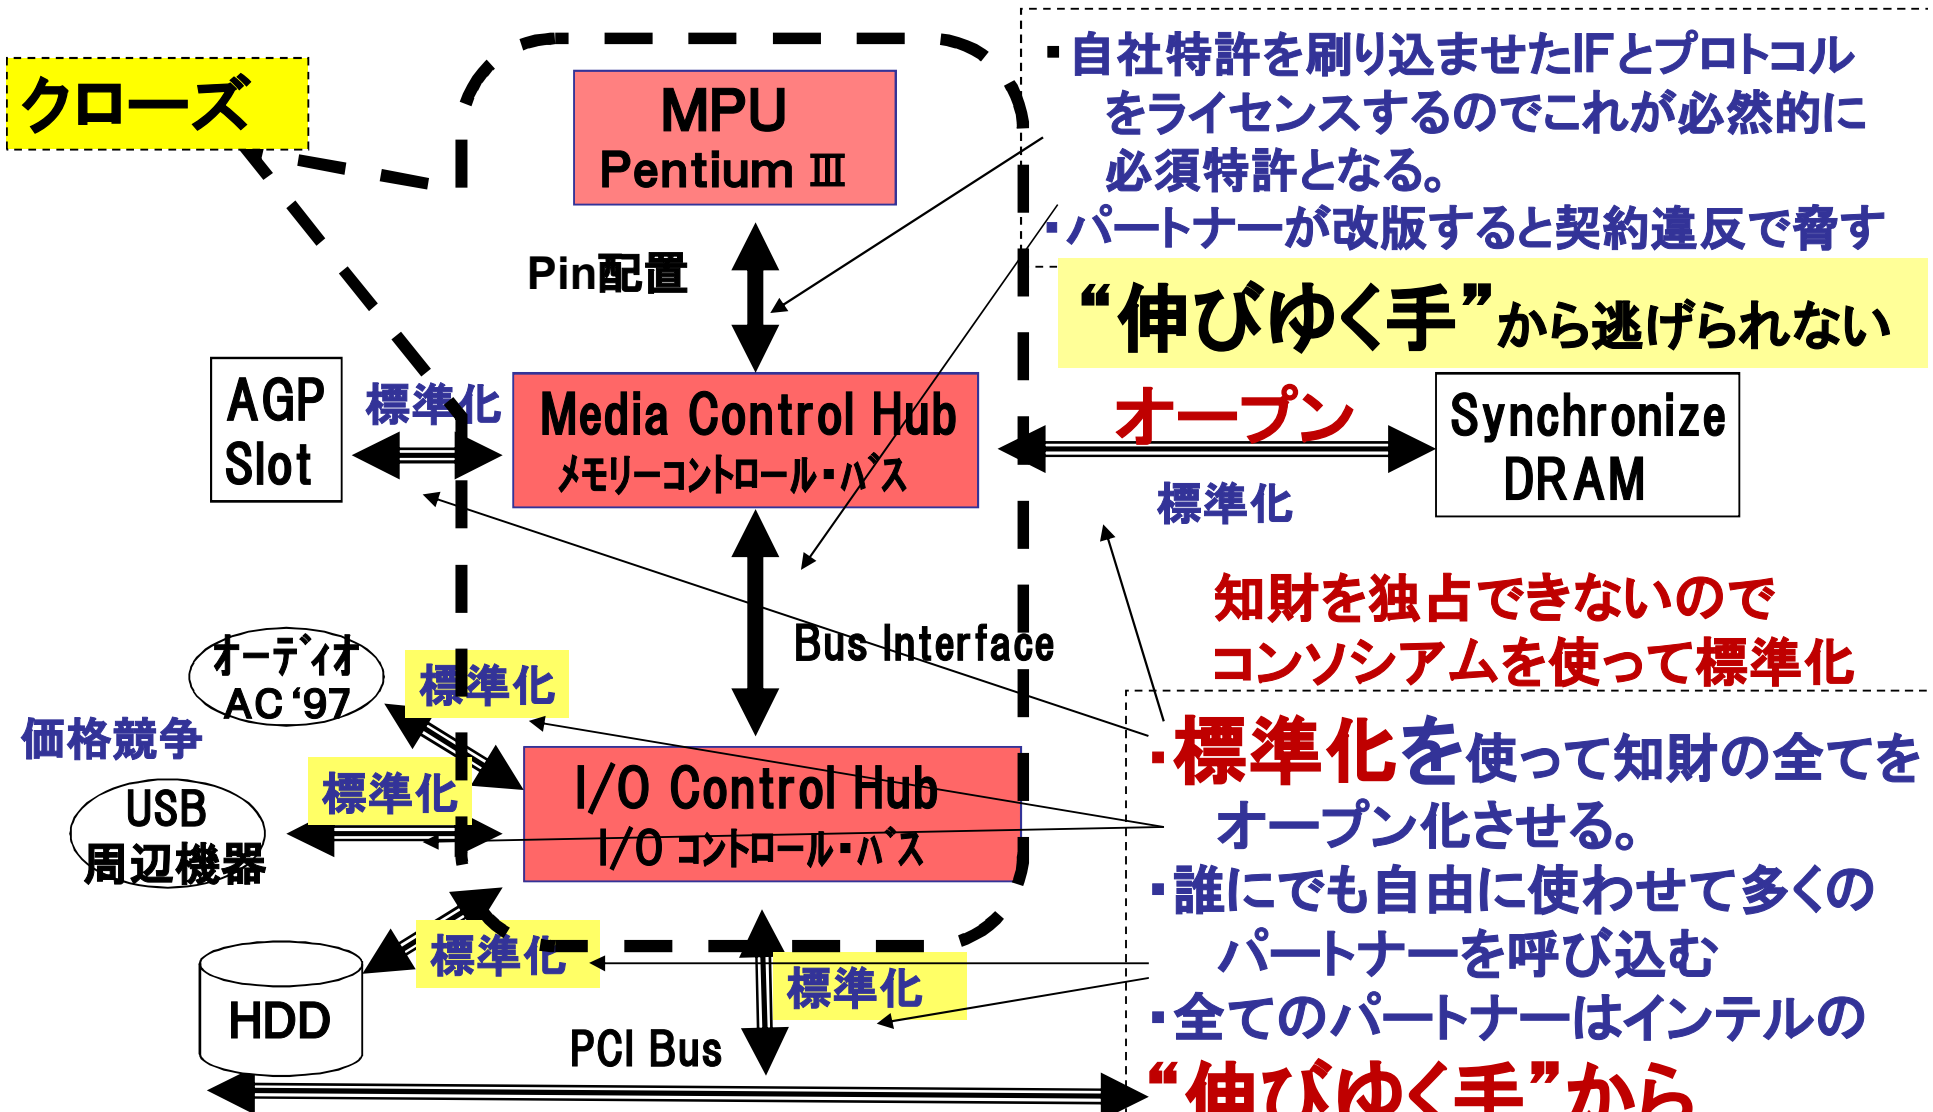 クローズ
MPU
Pentium Ⅲ
Pin配置
・自社特許を刷り込ませたIFとプロトコル
をライセンスするのでこれが必然的に
必須特許となる。
・パートナーが改版すると契約違反で脅す
“伸びゆく手”から逃げられない
AGP
Slot
標準化
Media Control Hub
メモリーコントロール・バス
オープン
標準化
Synchronize
DRAM
知財を独占できないので
コンソシアムを使って標準化
Bus Interface
オーディオ
AC ‘97
標準化
価格競争
USB
周辺機器
標準化
I/O Control Hub
I/O コントロール・バス
HDD
標準化
標準化
PCI Bus
・標準化を使って知財の全てを
オープン化させる。
・誰にでも自由に使わせて多くの
パートナーを呼び込む
・全てのパートナーはインテルの
“伸びゆく手”から